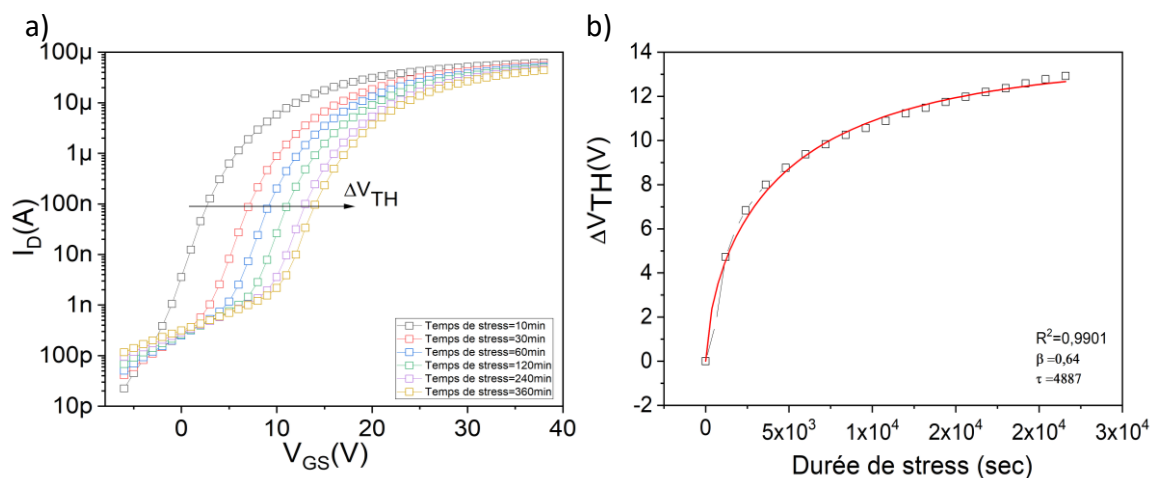 a)
100µ
10µ
1µ
100n
10n
1n
100p
10p
I_D(A)
0
10
20
30
40
V_GS(V)
ΔV_TH
Temps de stress=10min
Temps de stress=30min
Temps de stress=60min
Temps de stress=120min
Temps de stress=240min
Temps de stress=360min
b)
14
12
10
8
6
4
2
0
-2
ΔV_TH(V)
0
5x10³
1x10⁴
2x10⁴
2x10⁴
3x10⁴
Durée de stress (sec)
R²=0,9901
β=0,64
τ =4887